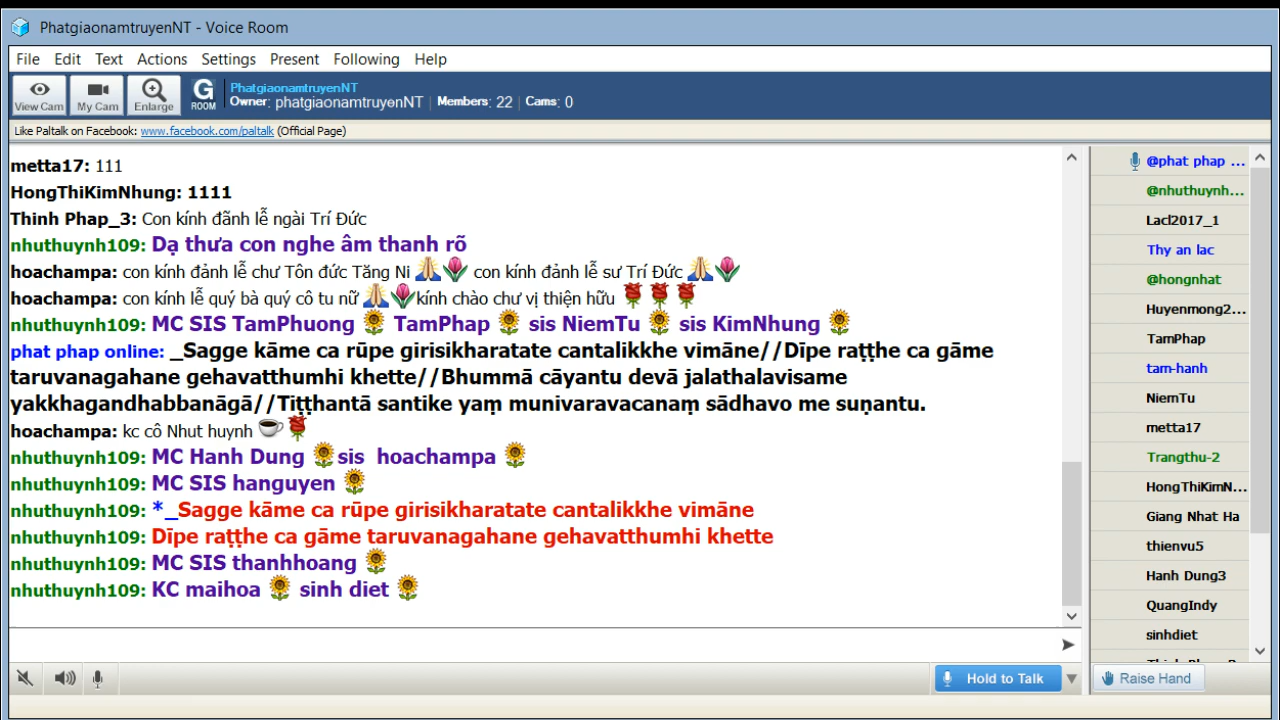 PhatgiaonamtruyenNT - Voice Room
File Edit Text Actions Settings Present Following Help
View Cam My Cam Enlarge G ROOM
PhatgiaonamtruyenNT
Owner: phatgiaonamtruyenNT | Members: 22 | Cams: 0
Like Paltalk on Facebook: www.facebook.com/paltalk (Official Page)
metta17: 111
HongThiKimNhung: 1111
Thinh Phap_3: Con kính đãnh lễ ngài Trí Đức
nhuthuynh109: Dạ thưa con nghe âm thanh rõ
hoachampa: con kính đảnh lễ chư Tôn đức Tăng Ni 🙏🌷 con kính đảnh lễ sư Trí Đức 🙏🌷
hoachampa: con kính lễ quý bà quý cô tu nữ 🙏🌷kính chào chư vị thiện hữu 🌹🌹🌹
nhuthuynh109: MC SIS TamPhuong 🌻 TamPhap 🌻 sis NiemTu 🌻 sis KimNhung 🌻
phat phap online: _Sagge kāme ca rūpe girisikharatate cantalikkhe vimāne//Dīpe raṭṭhe ca gāme
taruvanagahane gehavatthumhi khette//Bhummā cāyantu devā jalathalavisame
yakkhagandhabbanāgā//Tiṭṭhantā santike yaṃ munivaravacanaṃ sādhavo me suṇantu.
hoachampa: kc cô Nhut huynh ☕🌹
nhuthuynh109: MC Hanh Dung 🌻sis hoachampa 🌻
nhuthuynh109: MC SIS hanguyen 🌻
nhuthuynh109: *_Sagge kāme ca rūpe girisikharatate cantalikkhe vimāne
nhuthuynh109: Dīpe raṭṭhe ca gāme taruvanagahane gehavatthumhi khette
nhuthuynh109: MC SIS thanhhoang 🌻
nhuthuynh109: KC maihoa 🌻 sinh diet 🌻
@phat phap ...
@nhuthuynh...
Lacl2017_1
Thy an lac
@hongnhat
Huyenmong2...
TamPhap
tam-hanh
NiemTu
metta17
Trangthu-2
HongThiKimN...
Giang Nhat Ha
thienvu5
Hanh Dung3
QuangIndy
sinhdiet
Hold to Talk
Raise Hand